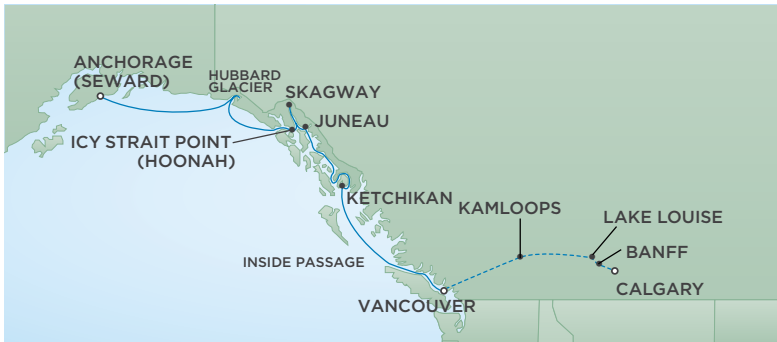 ANCHORAGE
(SEWARD)
HUBBARD
GLACIER
SKAGWAY
JUNEAU
ICY STRAIT POINT
(HOONAH)
KETCHIKAN
KAMLOOPS
LAKE LOUISE
BANFF
INSIDE PASSAGE
CALGARY
VANCOUVER